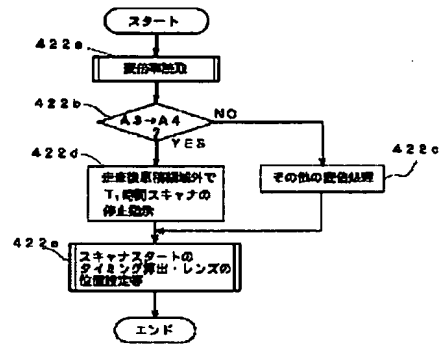 スタート
422a
変倍率読取
422b
A3→A4
?
NO
YES
422d
422c
走査後原稿領域外で
T₁時間スキャナの
停止指示
その他の変倍処理
422e
スキャナスタートの
タイミング算出・レンズの
位置設定等
エンド